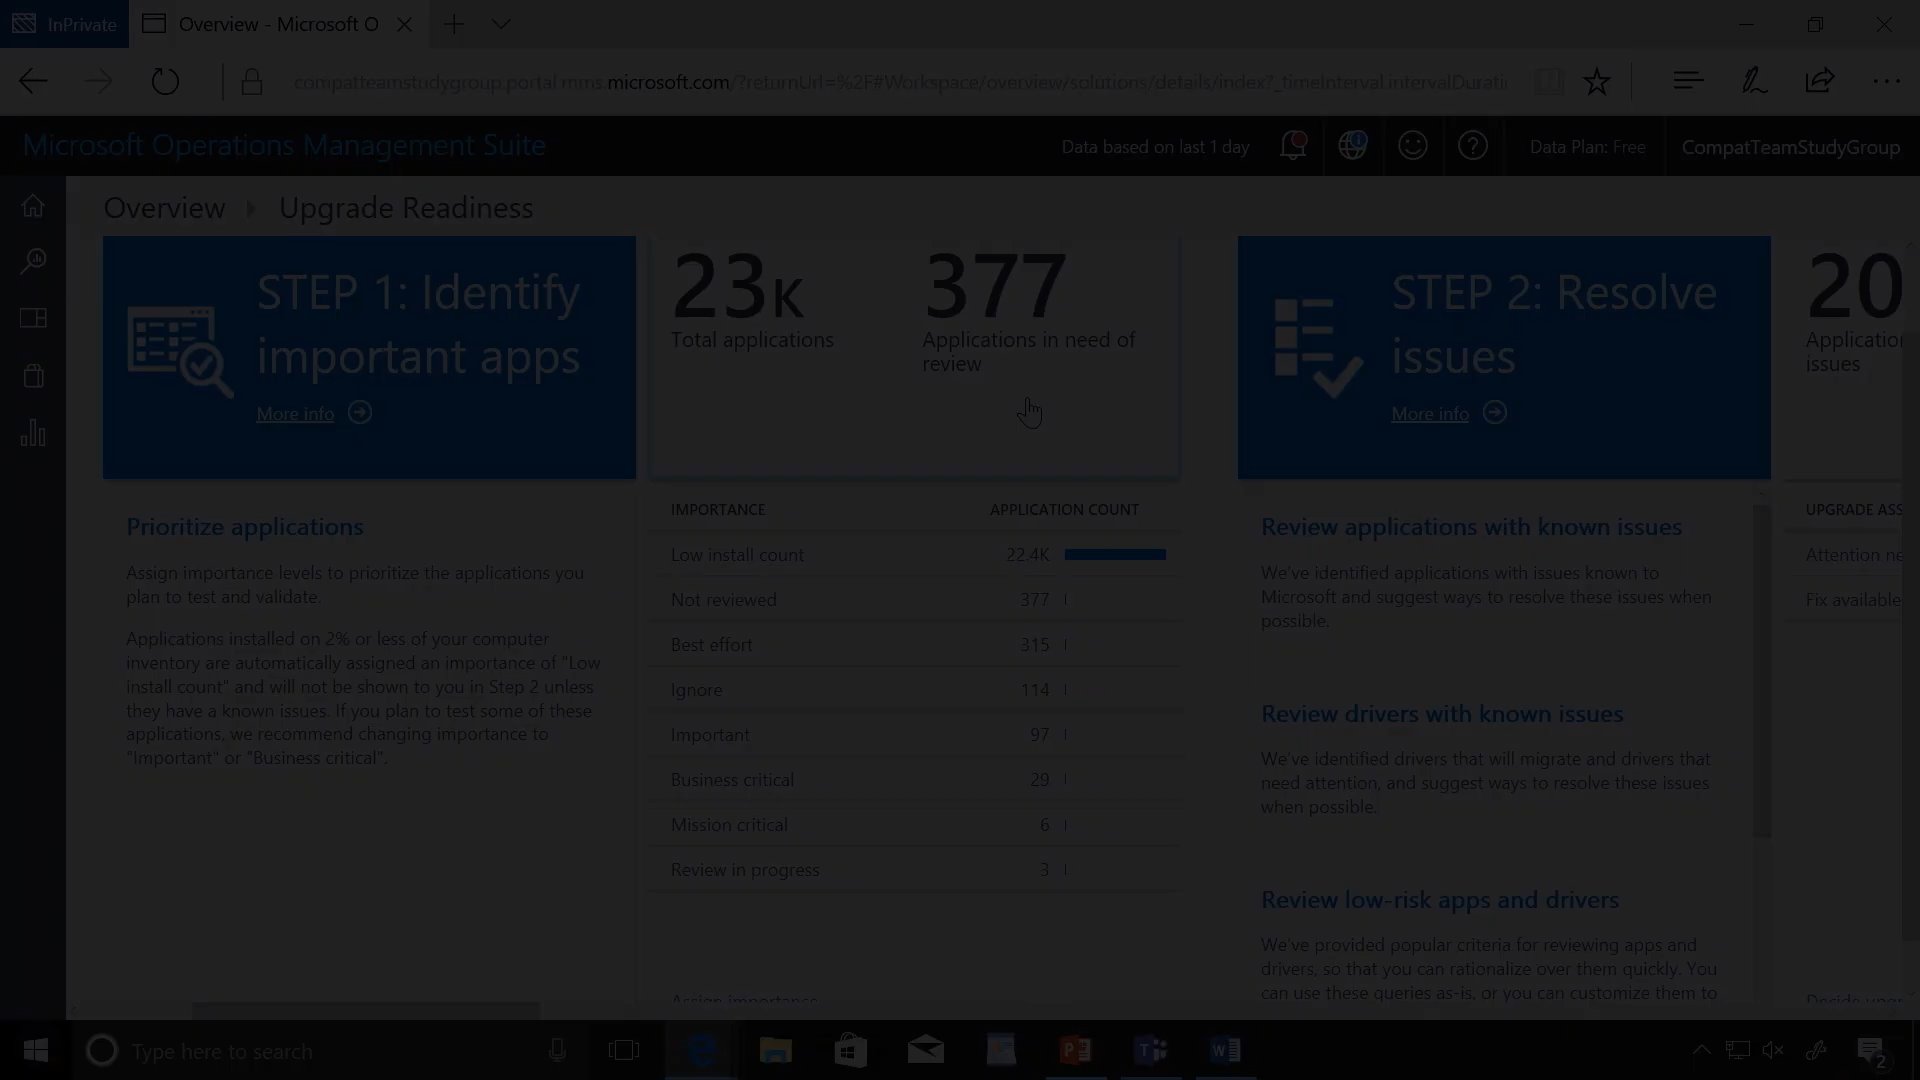 InPrivate
Overview - Microsoft O
compatteamstudygroup.portal.mms.microsoft.com/?returnUrl=%2F#Workspace/overview/solutions/details/index?_timeInterval.intervalDurati
Microsoft Operations Management Suite
Data based on last 1 day
Data Plan: Free
CompatTeamStudyGroup
Overview
Upgrade Readiness
STEP 1: Identify
important apps
More info
Prioritize applications
Assign importance levels to prioritize the applications you
plan to test and validate.
Applications installed on 2% or less of your computer
inventory are automatically assigned an importance of "Low
install count" and will not be shown to you in Step 2 unless
they have a known issues. If you plan to test some of these
applications, we recommend changing importance to
"Important" or "Business critical".
23K
Total applications
377
Applications in need of
review
IMPORTANCE APPLICATION COUNT
Low install count 22.4K
Not reviewed 377
Best effort 315
Ignore 114
Important 97
Business critical 29
Mission critical 6
Review in progress 3
Assign importance
STEP 2: Resolve
issues
More info
Review applications with known issues
We've identified applications with issues known to
Microsoft and suggest ways to resolve these issues when
possible.
Review drivers with known issues
We've identified drivers that will migrate and drivers that
need attention, and suggest ways to resolve these issues
when possible.
Review low-risk apps and drivers
We've provided popular criteria for reviewing apps and
drivers, so that you can rationalize over them quickly. You
can use these queries as-is, or you can customize them to
20
Applicatio
issues
UPGRADE ASS
Attention ne
Fix available
Type here to search
2